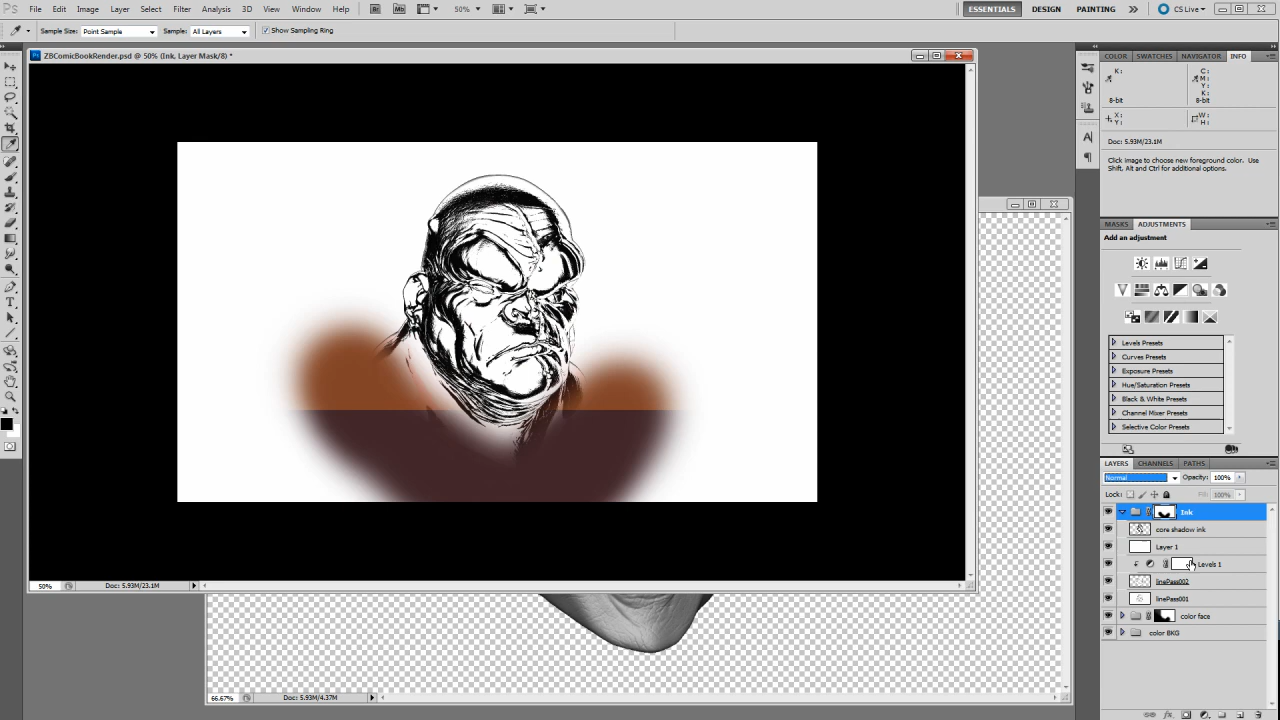 Ps File Edit Image Layer Select Filter Analysis 3D View Window Help Br Mb 50% ESSENTIALS DESIGN PAINTING CS Live
Sample Size: Point Sample Sample: All Layers Show Sampling Ring
Ps ZBComicBookRender.psd @ 50% (Ink, Layer Mask/8) *
COLOR SWATCHES NAVIGATOR INFO
K: C:
M:
Y:
K:
8-bit 8-bit
X: W:
Y: H:
Doc: 5.93M/23.1M
Click image to choose new foreground color. Use
Shift, Alt and Ctrl for additional options.
MASKS ADJUSTMENTS
Add an adjustment
Levels Presets
Curves Presets
Exposure Presets
Hue/Saturation Presets
Black & White Presets
Channel Mixer Presets
Selective Color Presets
LAYERS CHANNELS PATHS
Normal Opacity: 100%
Lock: Fill: 100%
Ink
core shadow ink
Layer 1
Levels 1
linePass002
linePass001
color face
color BKG
50% Doc: 5.93M/23.1M
66.67% Doc: 5.93M/4.37M